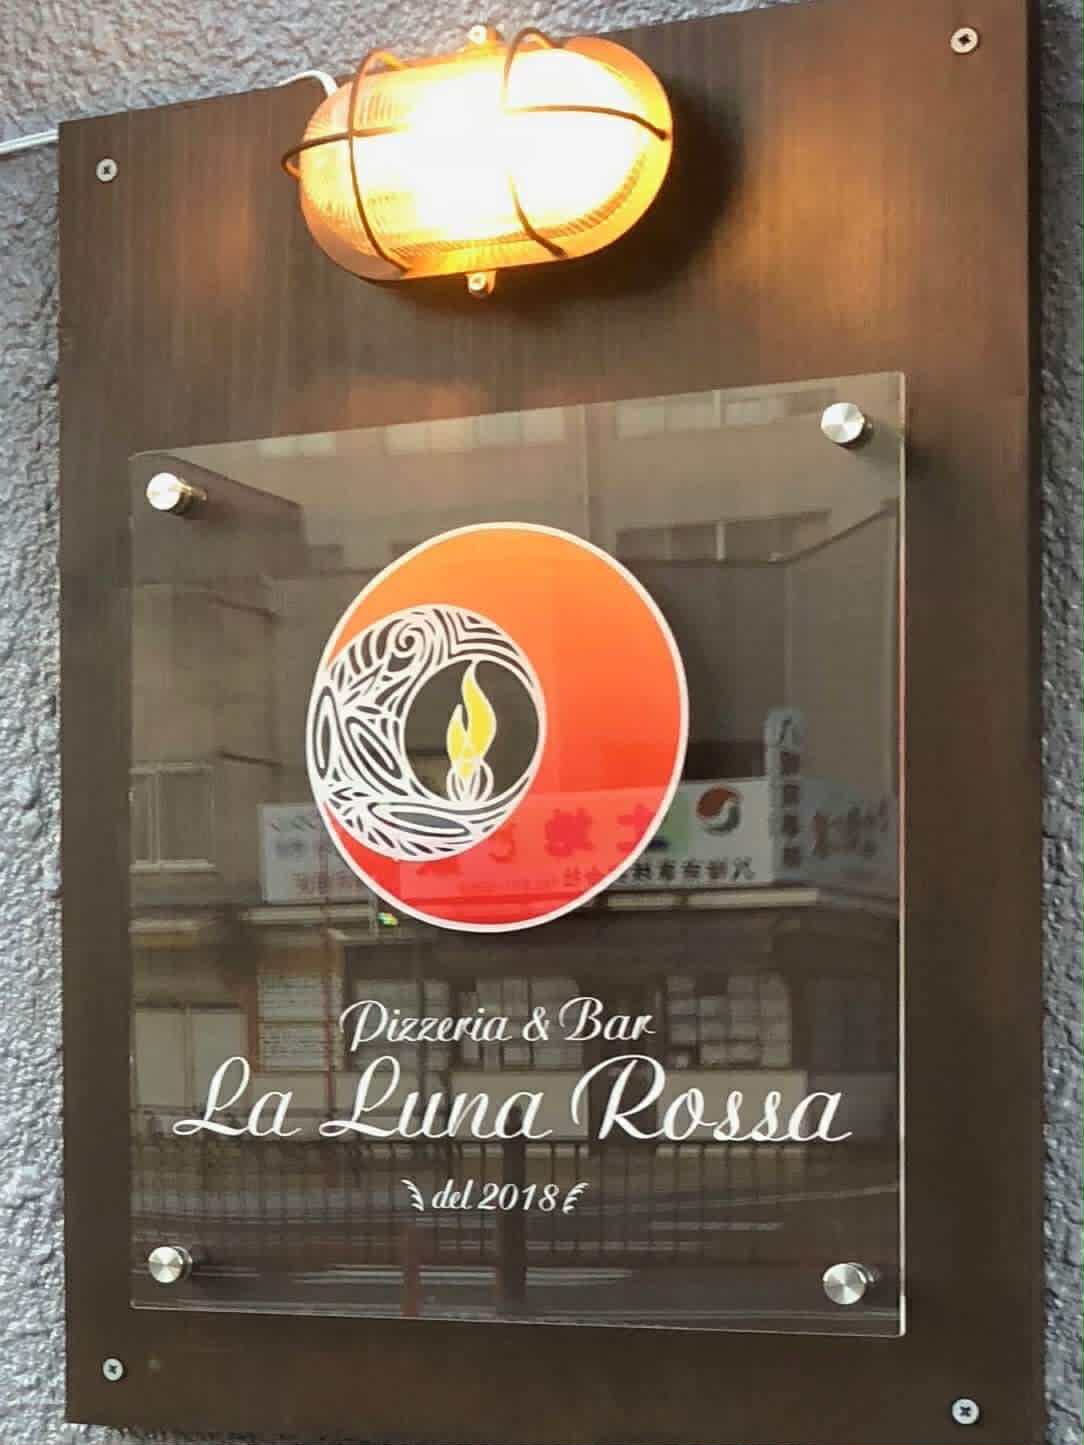 Pizzeria & Bar
La Luna Rossa
del 2018